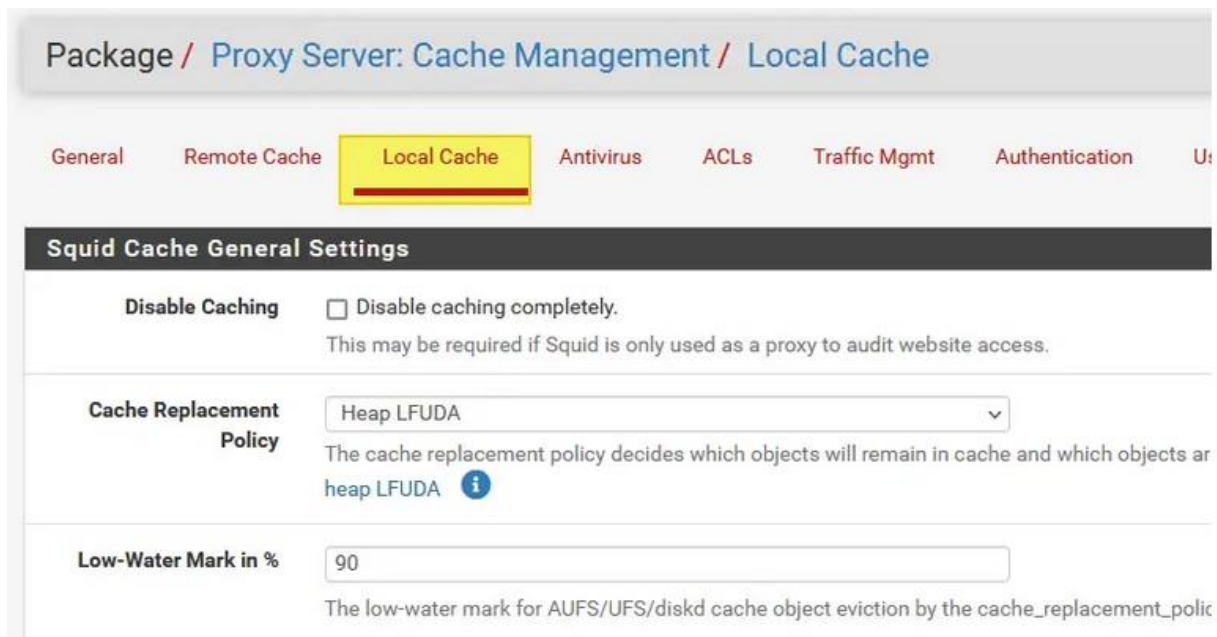 Package / Proxy Server: Cache Management / Local Cache
General Remote Cache Local Cache Antivirus ACLs Traffic Mgmt Authentication
Squid Cache General Settings
Disable Caching Disable caching completely.
This may be required if Squid is only used as a proxy to audit website access.
Cache Replacement Heap LFUDA
Policy
The cache replacement policy decides which objects will remain in cache and which objects
heap LFUDA
Low-Water Mark in % 90
The low-water mark for AUFS/UFS/diskd cache object eviction by the